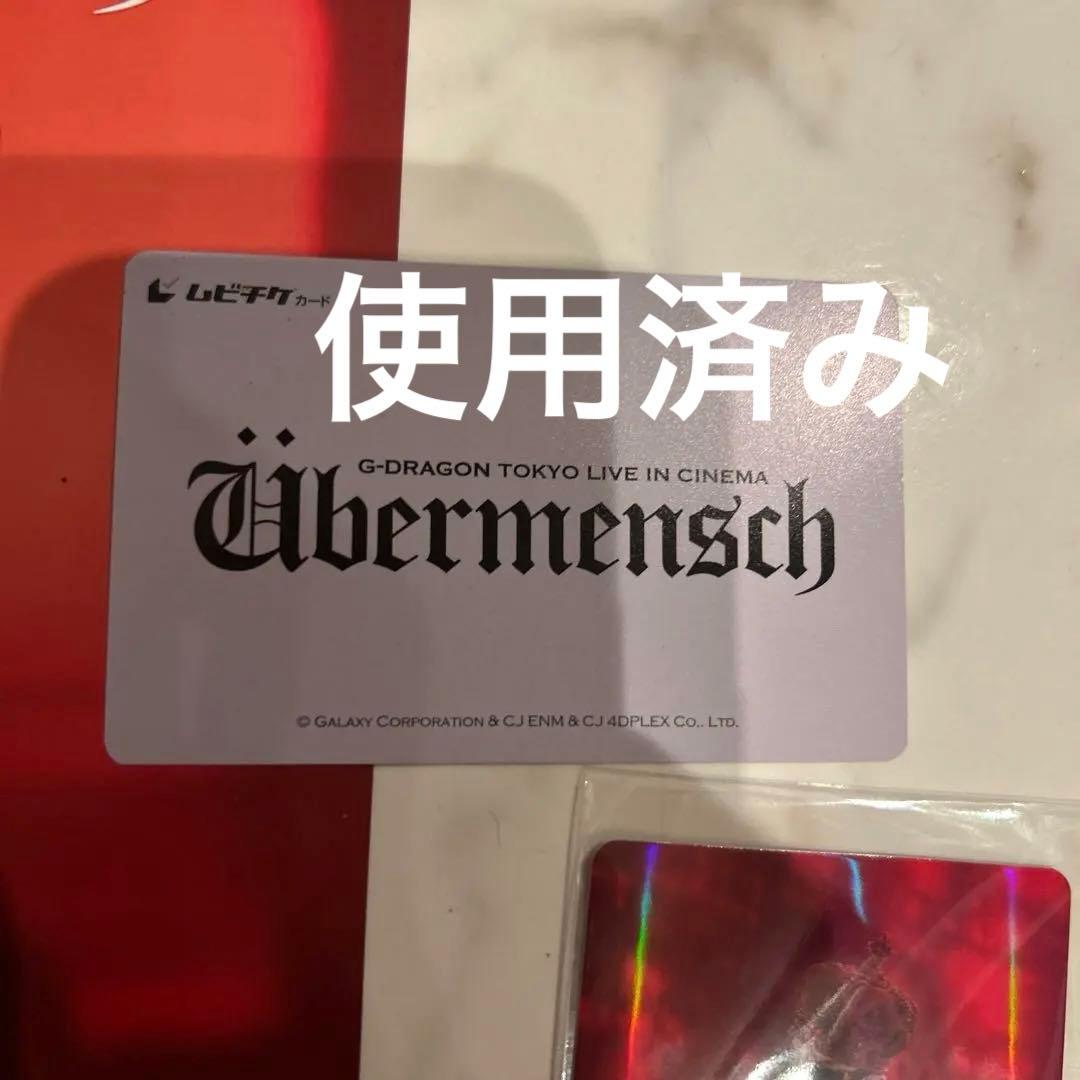 ムビチケカード
使用済み
G-DRAGON TOKYO LIVE IN CINEMA
Übermensch
© GALAXY CORPORATION & CJ ENM & CJ 4DPLEX CO., LTD.